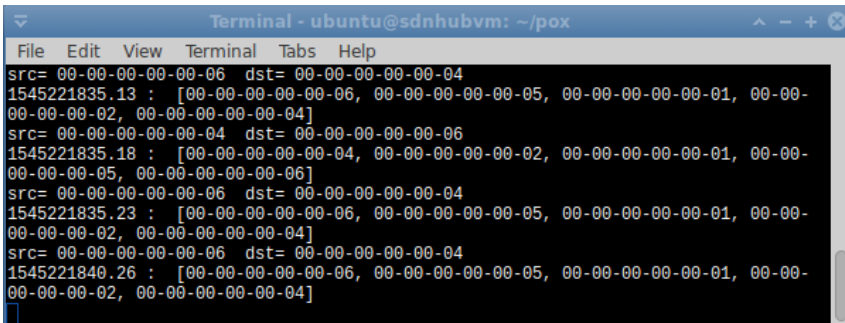 Terminal - ubuntu@sdnhubvm: ~/pox
File Edit View Terminal Tabs Help
src= 00-00-00-00-00-06  dst= 00-00-00-00-00-04
1545221835.13 :  [00-00-00-00-00-06, 00-00-00-00-00-05, 00-00-00-00-00-01, 00-00-
00-00-00-02, 00-00-00-00-00-04]
src= 00-00-00-00-00-04  dst= 00-00-00-00-00-06
1545221835.18 :  [00-00-00-00-00-04, 00-00-00-00-00-02, 00-00-00-00-00-01, 00-00-
00-00-00-05, 00-00-00-00-00-06]
src= 00-00-00-00-00-06  dst= 00-00-00-00-00-04
1545221835.23 :  [00-00-00-00-00-06, 00-00-00-00-00-05, 00-00-00-00-00-01, 00-00-
00-00-00-02, 00-00-00-00-00-04]
src= 00-00-00-00-00-06  dst= 00-00-00-00-00-04
1545221840.26 :  [00-00-00-00-00-06, 00-00-00-00-00-05, 00-00-00-00-00-01, 00-00-
00-00-00-02, 00-00-00-00-00-04]